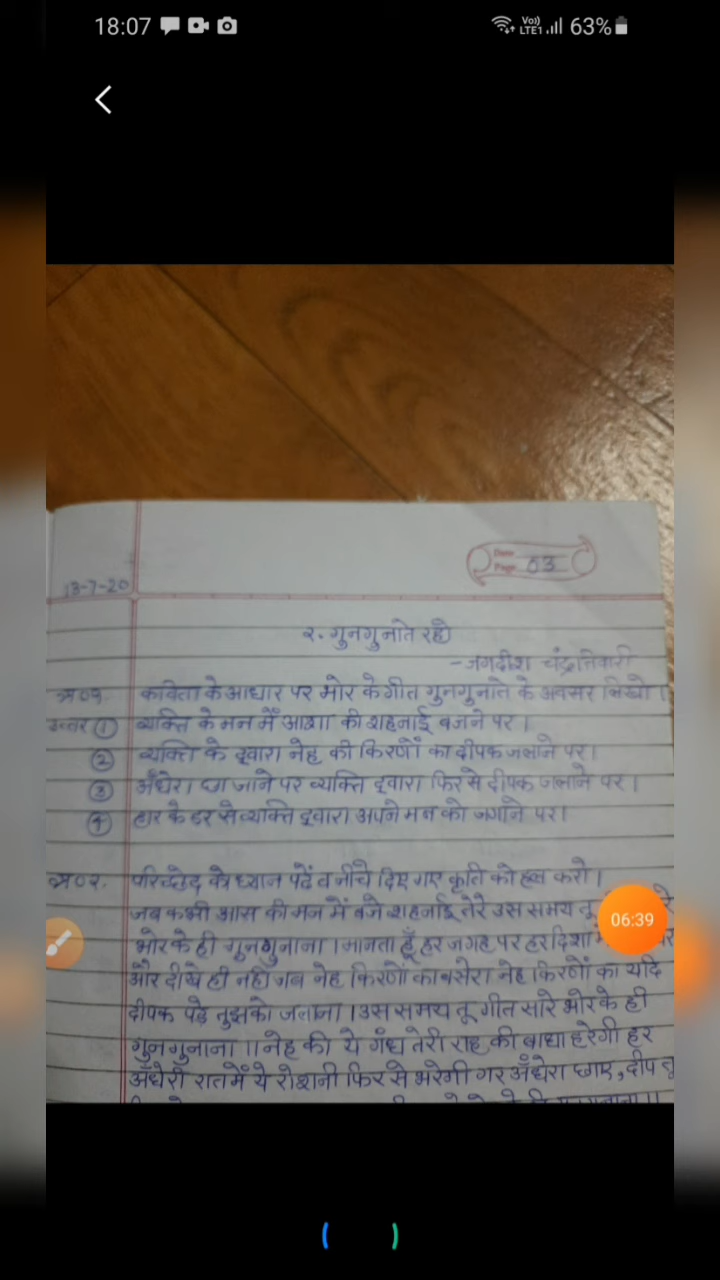 18:07 Vo)) LTE1 63%
Date
Page 03
13-7-20
२. गुनगुनाते रहो
- जगदीश चंद्र तिवारी
प्र०१. कविता के आधार पर भोर के गीत गुनगुनाते के अवसर लिखो।
उत्तर ① व्यक्ति के मन में आशा की शहनाई बजने पर।
② व्यक्ति के द्वारा नेह की किरणों का दीपक जलाने पर।
③ अँधेरा छा जाने पर व्यक्ति द्वारा फिर से दीपक जलाने पर।
④ हार के डर से व्यक्ति द्वारा अपने मन को जगाने पर।
प्र०२. परिच्छेद को ध्यान पढ़ें व नीचे दिए गए कृति को हल करो।
जब कभी आस की मन में बजे शहनाई तेरे उस समय तू
06:39
भोर के ही गुनगुनाना। मानता हूँ हर जगह पर हर दिशा
और दीखे ही नहीं जब नेह किरणों का बसेरा नेह किरणों का यदि
दीपक पड़े तुझको जलाना। उस समय तू गीत सारे भोर के ही
गुनगुनाना॥ नेह की ये गंध तेरी राह की बाधा हरेगी हर
अँधेरी रात में ये रोशनी फिर से भरेगी गर अँधेरा छाए, दीप तू